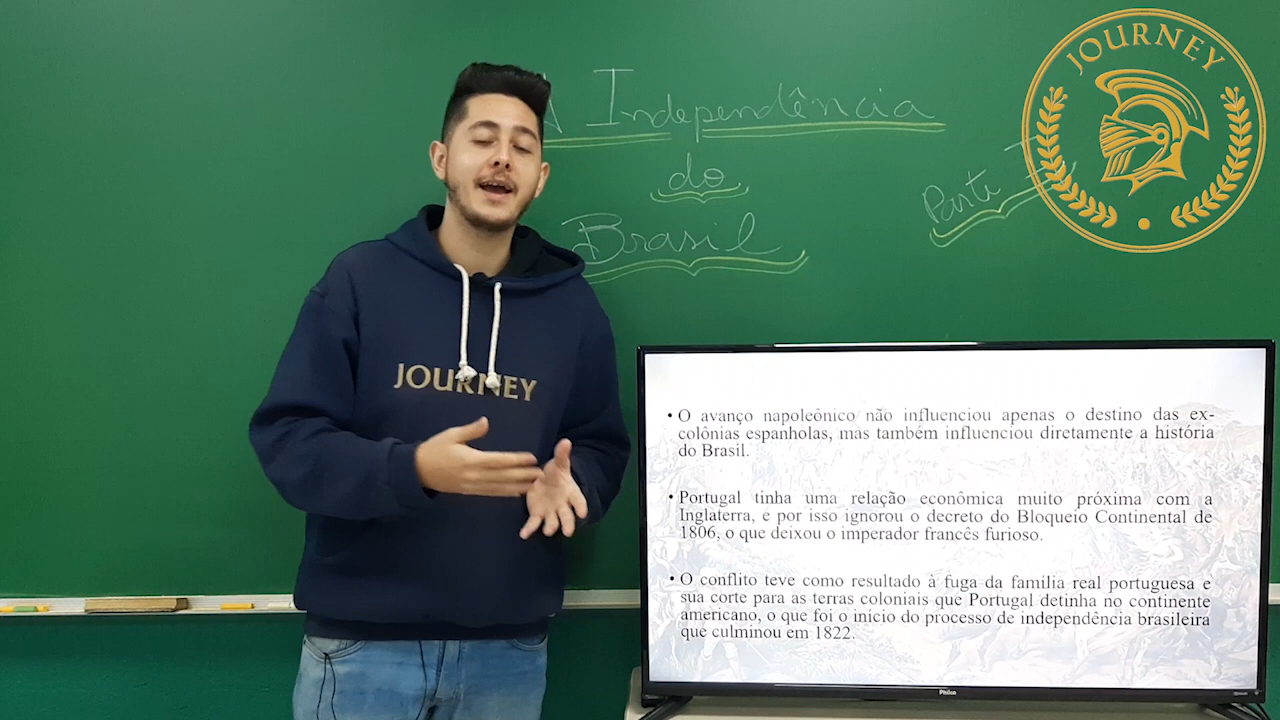 A Independência
do
Brasil
Parte
JOURNEY
JOURNEY
• O avanço napoleônico não influenciou apenas o destino das ex-
colônias espanholas, mas também influenciou diretamente a história
do Brasil.
• Portugal tinha uma relação econômica muito próxima com a
Inglaterra, e por isso ignorou o decreto do Bloqueio Continental de
1806, o que deixou o imperador francês furioso.
• O conflito teve como resultado à fuga da família real portuguesa e
sua corte para as terras coloniais que Portugal detinha no continente
americano, o que foi o início do processo de independência brasileira
que culminou em 1822.
Philco